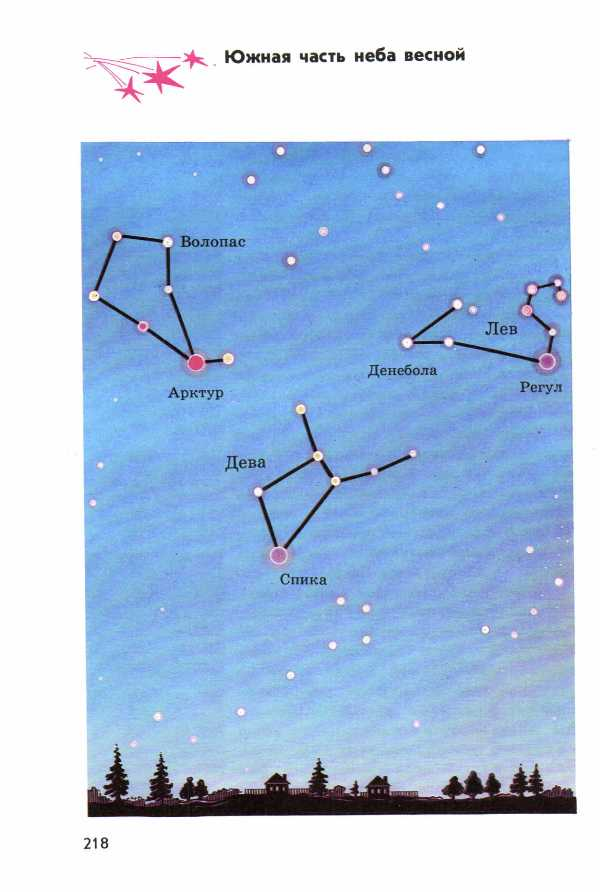 Южная часть неба весной
Волопас
Лев
Денебола
Регул
Арктур
Дева
Спика
218